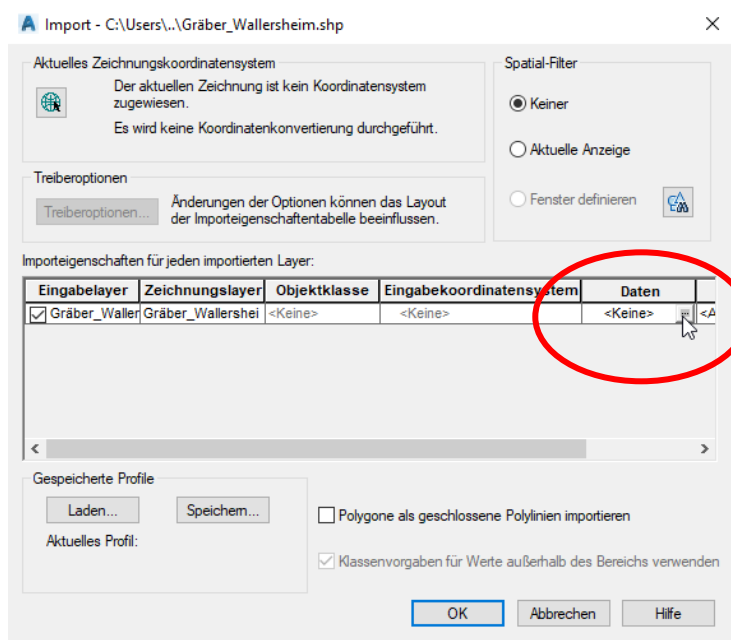 Import - C:\Users\..\Gräber_Wallersheim.shp
Aktuelles Zeichnungskoordinatensystem
Der aktuellen Zeichnung ist kein Koordinatensystem
zugewiesen.
Es wird keine Koordinatenkonvertierung durchgeführt.
Spatial-Filter
Keiner
Aktuelle Anzeige
Fenster definieren
Treiberoptionen
Treiberoptionen...
Änderungen der Optionen können das Layout
der Importeigenschaftentabelle beeinflussen.
Importeigenschaften für jeden importierten Layer:
Eingabelayer Zeichnungslayer Objektklasse Eingabekoordinatensystem Daten
Gräber_Waller Gräber_Wallershei <Keine> <Keine> <Keine> ... <A
Gespeicherte Profile
Laden... Speichern...
Aktuelles Profil:
Polygone als geschlossene Polylinien importieren
Klassenvorgaben für Werte außerhalb des Bereichs verwenden
OK Abbrechen Hilfe